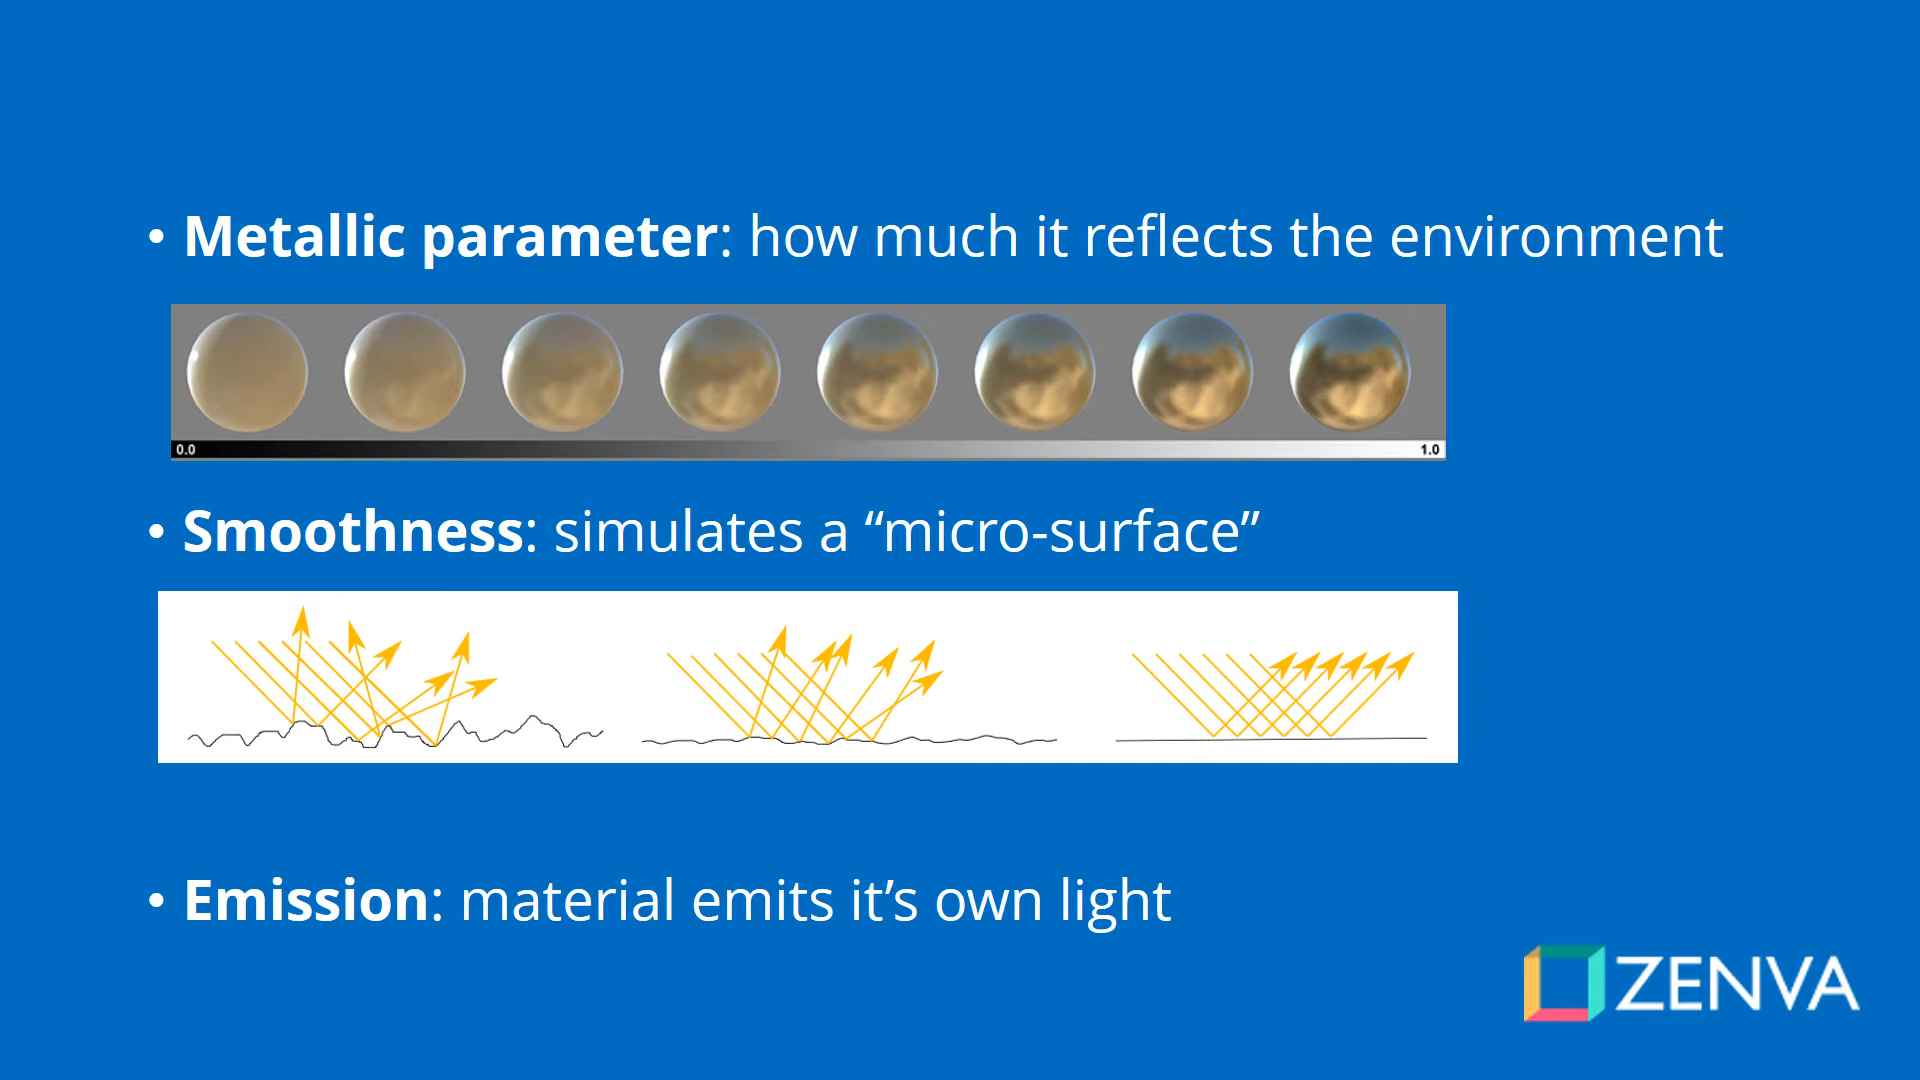 • Metallic parameter: how much it reflects the environment
0.0 1.0
• Smoothness: simulates a “micro-surface”
• Emission: material emits it’s own light
ZENVA